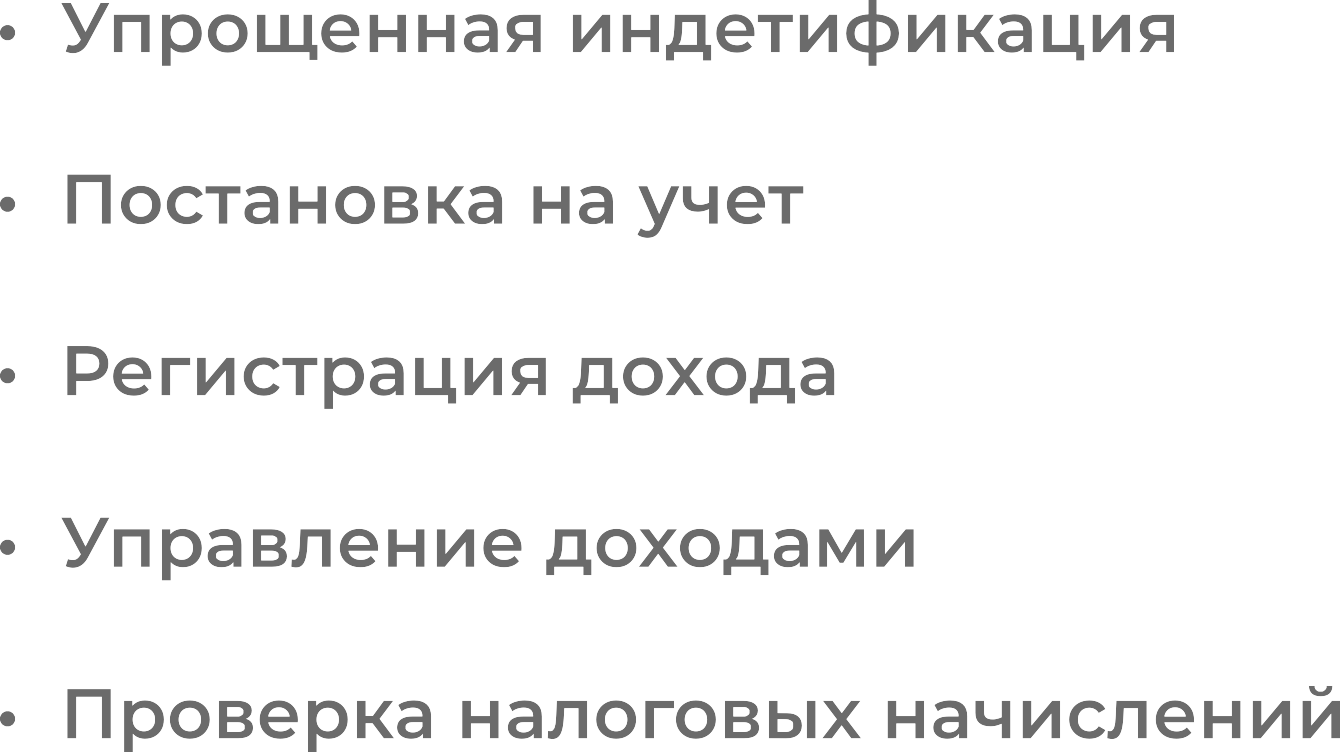 • Упрощенная индетификация
• Постановка на учет
• Регистрация дохода
• Управление доходами
• Проверка налоговых начислений